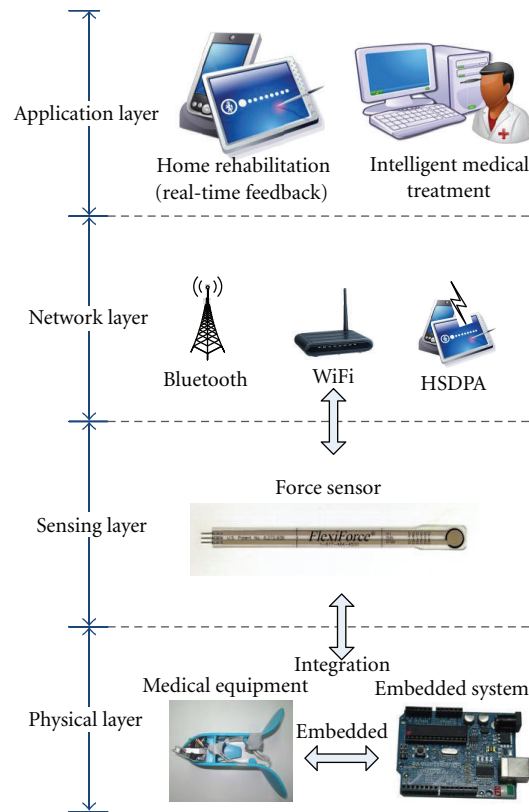 Application layer
Home rehabilitation
(real-time feedback)
Intelligent medical
treatment
Network layer
Bluetooth
WiFi
HSDPA
Sensing layer
Force sensor
FlexiForce
Physical layer
Integration
Medical equipment
Embedded system
Embedded